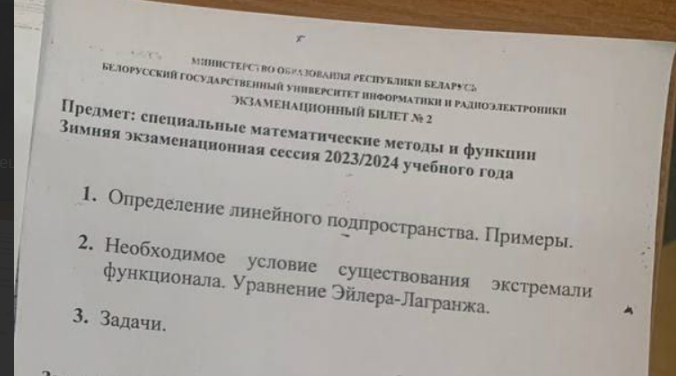 МИНИСТЕРСТВО ОБРАЗОВАНИЯ РЕСПУБЛИКИ БЕЛАРУСЬ
БЕЛОРУССКИЙ ГОСУДАРСТВЕННЫЙ УНИВЕРСИТЕТ ИНФОРМАТИКИ И РАДИОЭЛЕКТРОНИКИ
ЭКЗАМЕНАЦИОННЫЙ БИЛЕТ № 2
Предмет: специальные математические методы и функции
Зимняя экзаменационная сессия 2023/2024 учебного года
1. Определение линейного подпространства. Примеры.
2. Необходимое условие существования экстремали
функционала. Уравнение Эйлера-Лагранжа.
3. Задачи.